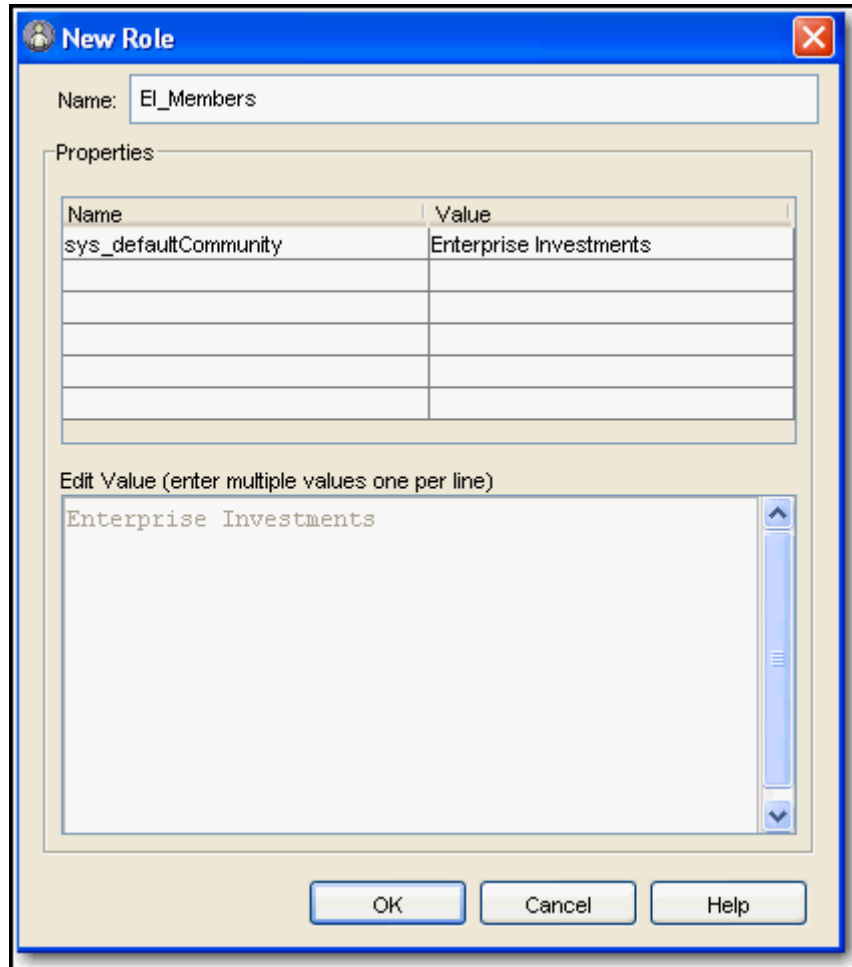 New Role
Name: EI_Members
Properties
Name Value
sys_defaultCommunity Enterprise Investments
Edit Value (enter multiple values one per line)
Enterprise Investments
OK Cancel Help